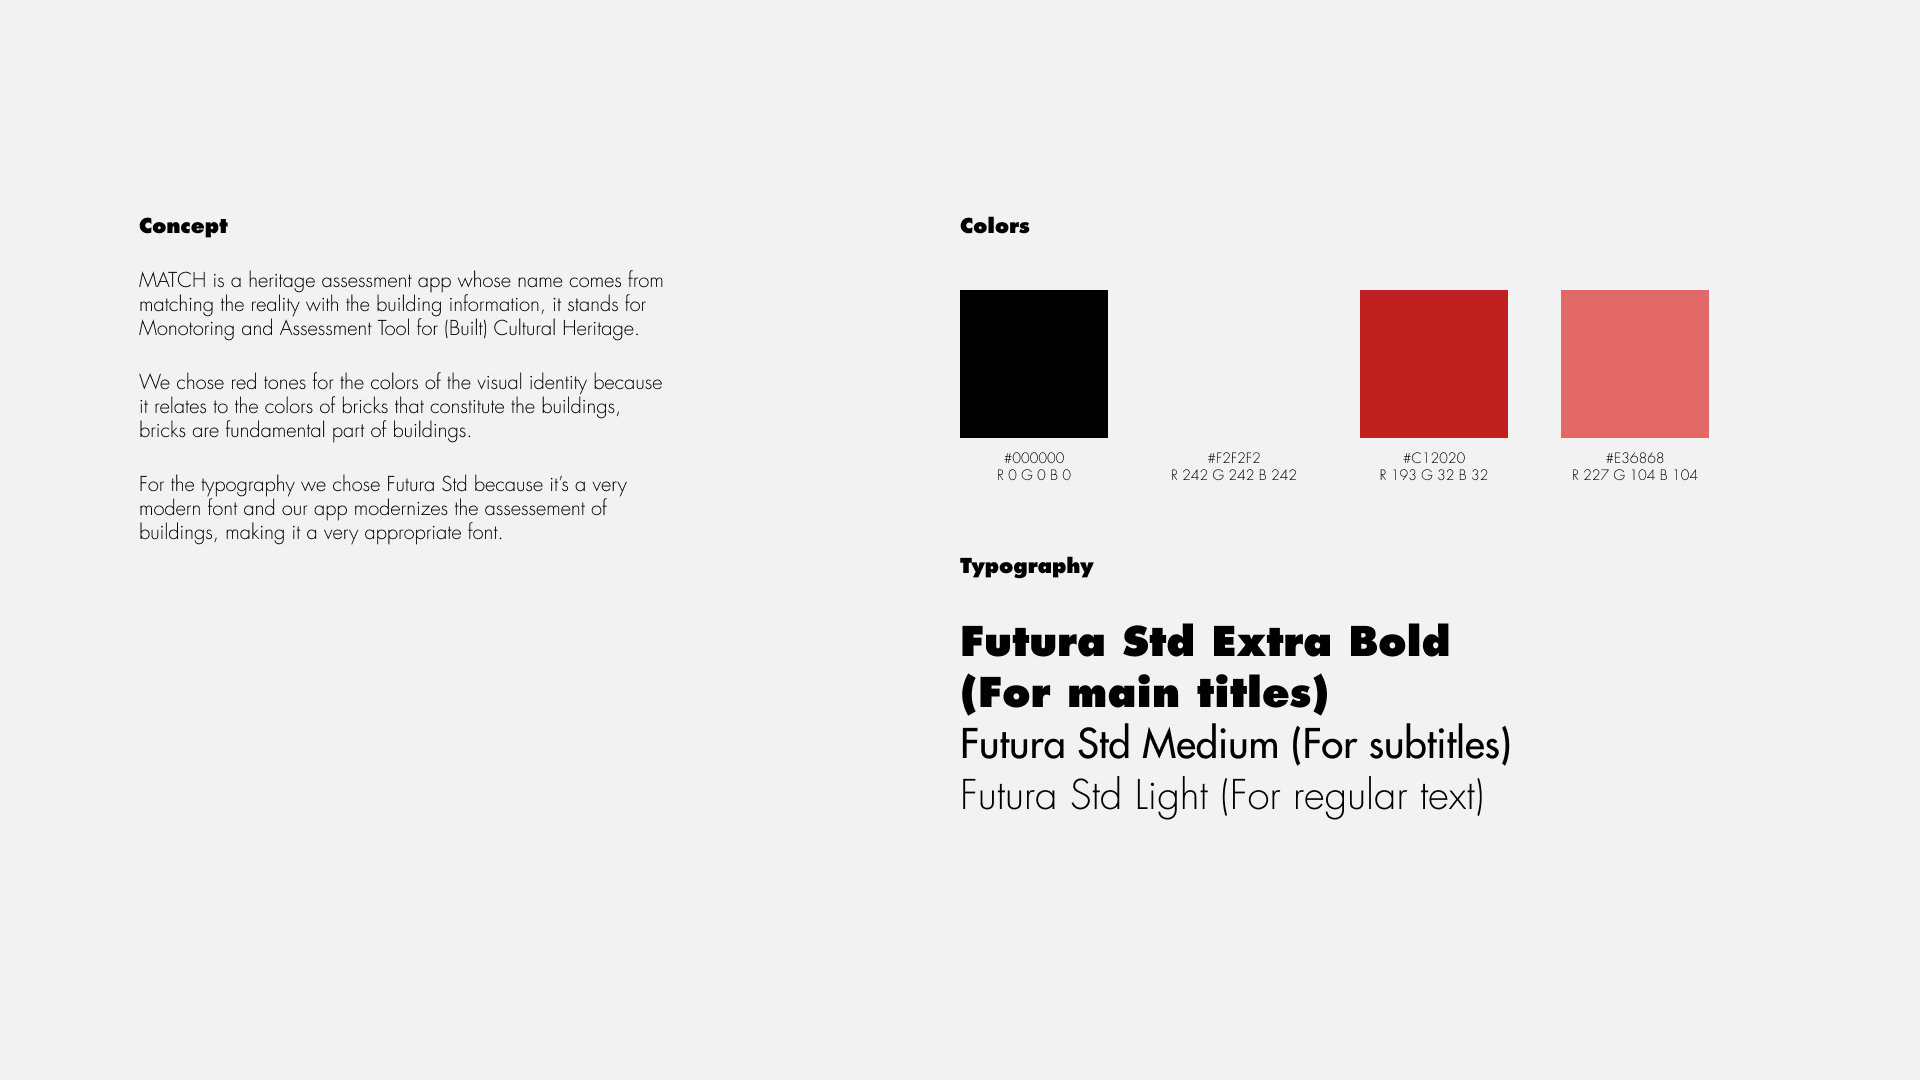 Concept
MATCH is a heritage assessment app whose name comes from
matching the reality with the building information, it stands for
Monotoring and Assessment Tool for (Built) Cultural Heritage.
We chose red tones for the colors of the visual identity because
it relates to the colors of bricks that constitute the buildings,
bricks are fundamental part of buildings.
For the typography we chose Futura Std because it’s a very
modern font and our app modernizes the assessement of
buildings, making it a very appropriate font.
Colors
#000000
R 0 G 0 B 0
#F2F2F2
R 242 G 242 B 242
#C12020
R 193 G 32 B 32
#E36868
R 227 G 104 B 104
Typography
Futura Std Extra Bold
(For main titles)
Futura Std Medium (For subtitles)
Futura Std Light (For regular text)